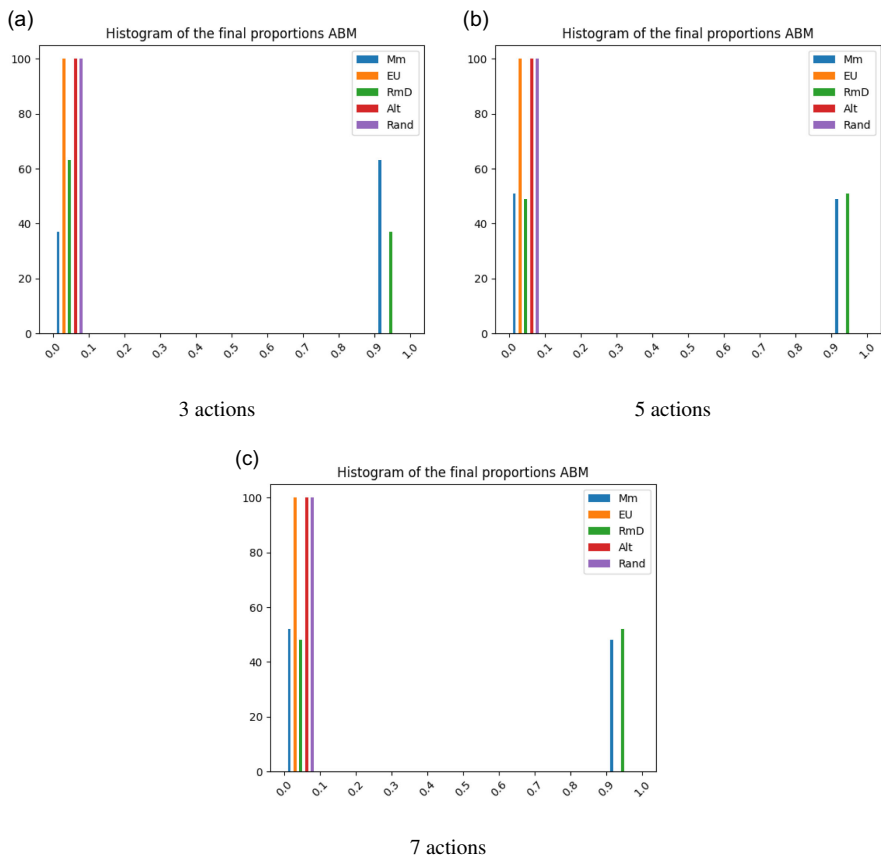 (a)
Histogram of the final proportions ABM
100
80
60
40
20
0
0.0 0.1 0.2 0.3 0.4 0.5 0.6 0.7 0.8 0.9 1.0
Mm
EU
RmD
Alt
Rand
3 actions
(b)
Histogram of the final proportions ABM
100
80
60
40
20
0
0.0 0.1 0.2 0.3 0.4 0.5 0.6 0.7 0.8 0.9 1.0
Mm
EU
RmD
Alt
Rand
5 actions
(c)
Histogram of the final proportions ABM
100
80
60
40
20
0
0.0 0.1 0.2 0.3 0.4 0.5 0.6 0.7 0.8 0.9 1.0
Mm
EU
RmD
Alt
Rand
7 actions